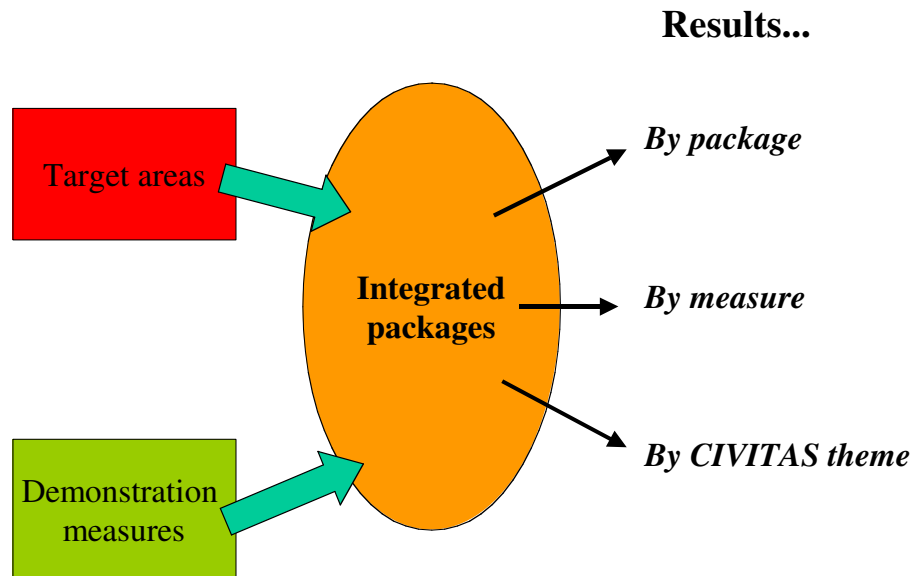 Results...
Target areas
Demonstration
measures
Integrated
packages
By package
By measure
By CIVITAS theme